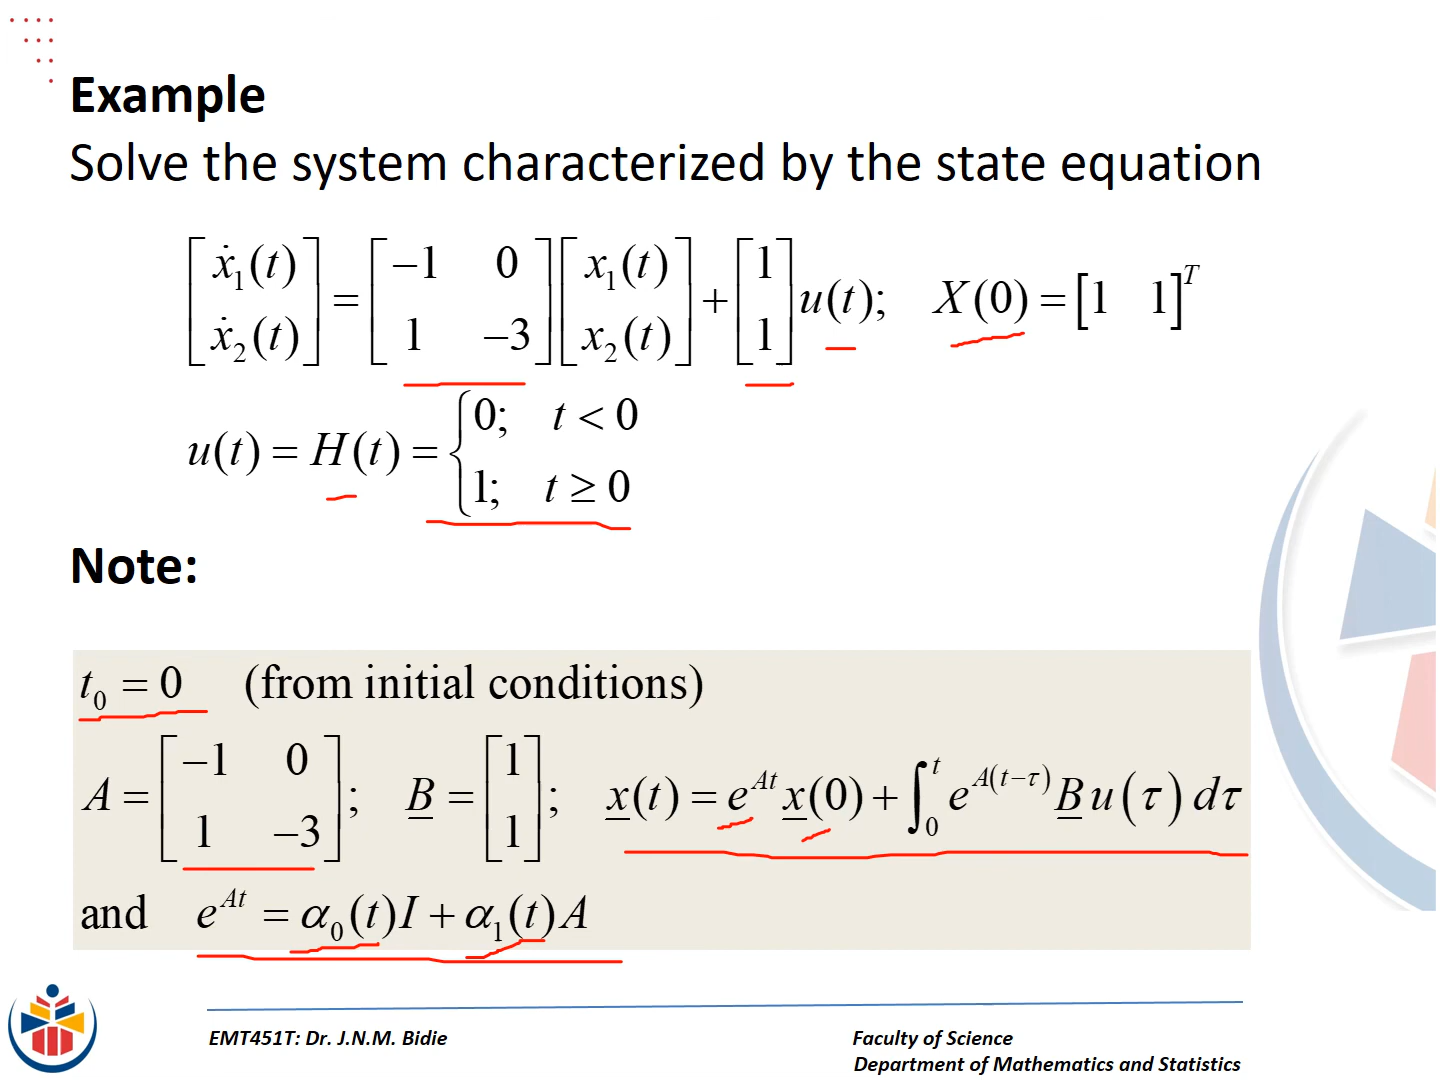 Example
Solve the system characterized by the state equation
[ẋ₁(t) ; ẋ₂(t)] = [−1 0 ; 1 −3] [x₁(t) ; x₂(t)] + [1 ; 1] u(t); X(0) = [1 1]ᵀ
u(t) = H(t) = { 0; t < 0
1; t ≥ 0
Note:
t₀ = 0 (from initial conditions)
A = [−1 0 ; 1 −3]; B = [1 ; 1]; x(t) = e^{At} x(0) + ∫₀ᵗ e^{A(t−τ)} B u(τ) dτ
and e^{At} = α₀(t)I + α₁(t)A
EMT451T: Dr. J.N.M. Bidie
Faculty of Science
Department of Mathematics and Statistics